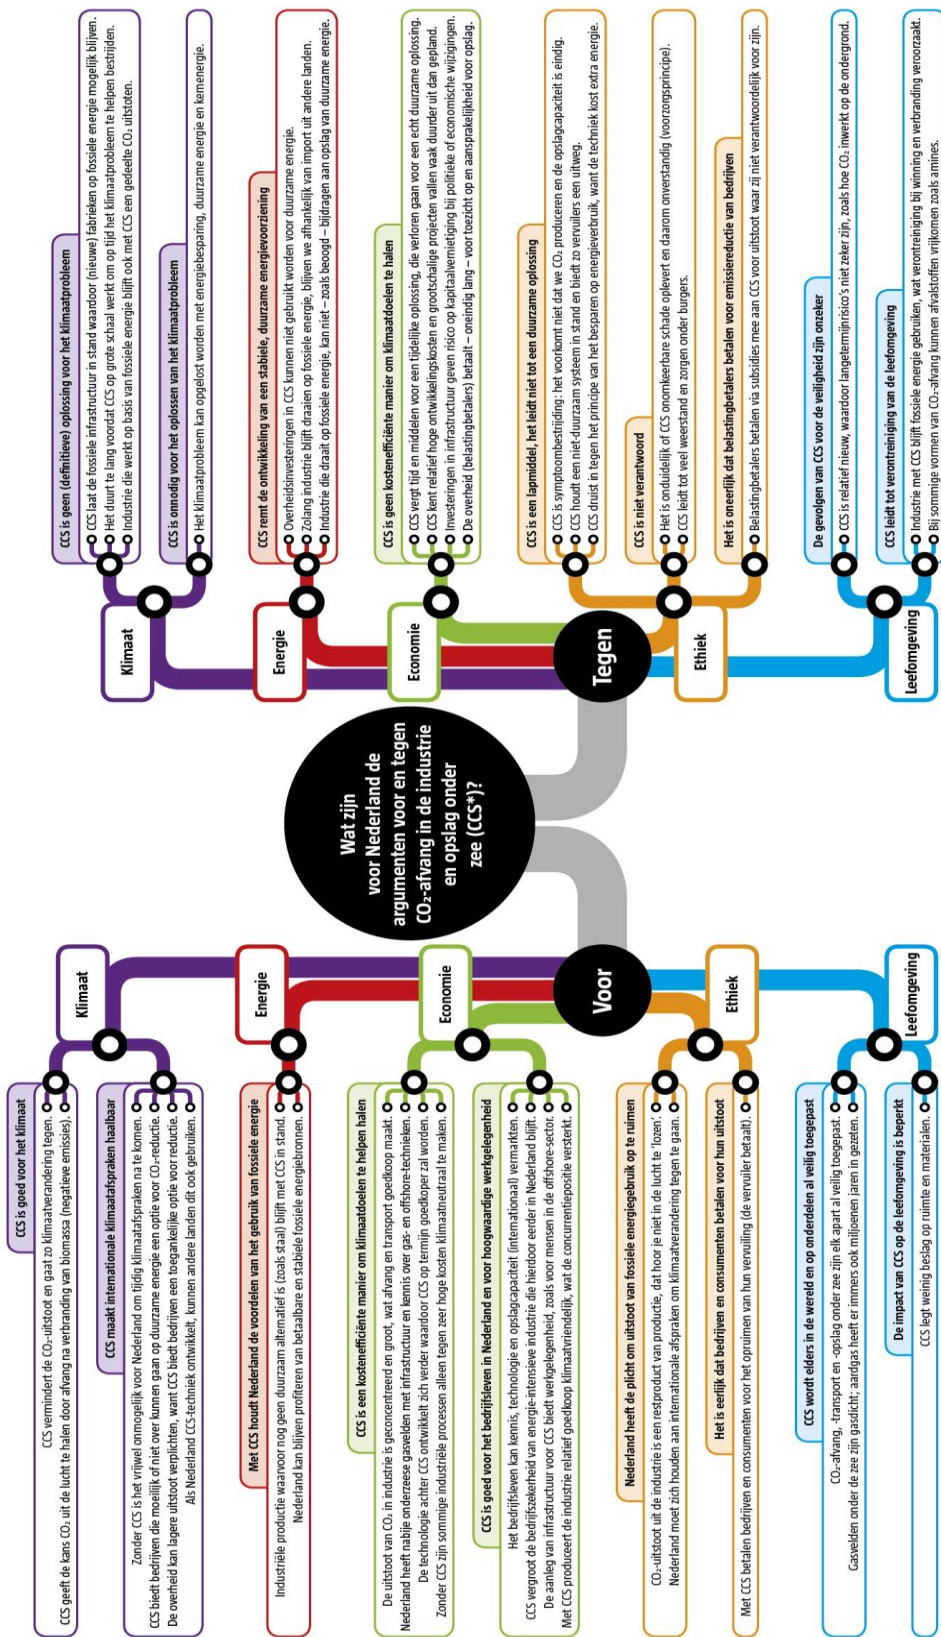 Wat zijn
voor Nederland de
argumenten voor en tegen
CO₂-afvang in de industrie
en opslag onder
zee (CCS*)?
Voor
Klimaat
CCS is goed voor het klimaat
CCS vermindert de CO₂-uitstoot en gaat zo klimaatverandering tegen.
CCS geeft de kans CO₂ uit de lucht te halen door afvang na verbranding van biomassa (negatieve emissies).
CCS maakt internationale klimaatafspraken haalbaar
Zonder CCS is het vrijwel onmogelijk voor Nederland om tijdig klimaatafspraken na te komen.
CCS biedt bedrijven die moeilijk of niet over kunnen gaan op duurzame energie een optie voor CO₂-reductie.
De overheid kan lagere uitstoot verplichten, want CCS biedt bedrijven een toegankelijke optie voor reductie.
Als Nederland CCS-techniek ontwikkelt, kunnen andere landen dit ook gebruiken.
Energie
Met CCS houdt Nederland de voordelen van het gebruik van fossiele energie
Industriële productie waarvoor nog geen duurzaam alternatief is (zoals staal) blijft met CCS in stand.
Nederland kan blijven profiteren van betaalbare en stabiele fossiele energiebronnen.
Economie
CCS is een kostenefficiënte manier om klimaatdoelen te helpen halen
De uitstoot van CO₂ in industrie is geconcentreerd en groot, wat afvang en transport goedkoop maakt.
Nederland heeft nabije onderzeese gasvelden met infrastructuur en kennis over gas- en offshore-technieken.
De technologie achter CCS ontwikkelt zich verder waardoor CCS op termijn goedkoper zal worden.
Zonder CCS zijn sommige industriële processen alleen tegen zeer hoge kosten klimaatneutraal te maken.
CCS is goed voor het bedrijfsleven in Nederland en voor hoogwaardige werkgelegenheid
Het bedrijfsleven kan kennis, technologie en opslagcapaciteit (internationaal) vermarkten.
CCS vergroot de bedrijfszekerheid van energie-intensieve industrie die hierdoor eerder in Nederland blijft.
De aanleg van infrastructuur voor CCS biedt werkgelegenheid, zoals voor mensen in de offshore-sector.
Met CCS produceert de industrie relatief goedkoop klimaatvriendelijk, wat de concurrentiepositie versterkt.
Ethiek
Nederland heeft de plicht om uitstoot van fossiele energiegebruik op te ruimen
CO₂-uitstoot uit de industrie is een restproduct van productie, dat hoor je niet in de lucht te 'lozen'.
Nederland moet zich houden aan internationale afspraken om klimaatverandering tegen te gaan.
Het is eerlijk dat bedrijven en consumenten betalen voor hun uitstoot
Met CCS betalen bedrijven en consumenten voor het opruimen van hun vervuiling (de vervuiler betaalt).
Leefomgeving
CCS wordt elders in de wereld en op onderdelen al veilig toegepast
CO₂-afvang, -transport en -opslag onder zee zijn elk apart al veilig toegepast.
Gasvelden onder de zee zijn gasdicht; aardgas heeft er immers ook miljoenen jaren in gezeten.
De impact van CCS op de leefomgeving is beperkt
CCS legt weinig beslag op ruimte en materialen.
Tegen
Klimaat
CCS is geen (definitieve) oplossing voor het klimaatprobleem
CCS laat de fossiele infrastructuur in stand waardoor (nieuwe) fabrieken op fossiele energie mogelijk blijven.
Het duurt te lang voordat CCS op grote schaal werkt om op tijd het klimaatprobleem te helpen bestrijden.
Industrie die werkt op basis van fossiele energie blijft ook met CCS een gedeelte CO₂ uitstoten.
CCS is onnodig voor het oplossen van het klimaatprobleem
Het klimaatprobleem kan opgelost worden met energiebesparing, duurzame energie en kernenergie.
Energie
CCS remt de ontwikkeling van een stabiele, duurzame energievoorziening
Overheidsinvesteringen in CCS kunnen niet gebruikt worden voor duurzame energie.
Zolang industrie blijft draaien op fossiele energie, blijven we afhankelijk van import uit andere landen.
Industrie die draait op fossiele energie, kan niet – zoals beoogd – bijdragen aan opslag van duurzame energie.
Economie
CCS is geen kostenefficiënte manier om klimaatdoelen te halen
CCS vergt tijd en middelen voor een tijdelijke oplossing, die verloren gaan voor een echt duurzame oplossing.
CCS kent relatief hoge ontwikkelingskosten en grootschalige projecten vallen vaak duurder uit dan gepland.
Investeringen in infrastructuur geven risico op kapitaalvernietiging bij politieke of economische wijzigingen.
De overheid (belastingbetalers) betaalt – oneindig lang – voor toezicht op en aansprakelijkheid voor opslag.
Ethiek
CCS is een lapmiddel, het leidt niet tot een duurzame oplossing
CCS is symptoombestrijding: het voorkomt niet dat we CO₂ produceren en de opslagcapaciteit is eindig.
CCS houdt een niet-duurzaam systeem in stand en biedt zo vervuilers een uitweg.
CCS druist in tegen het principe van het besparen op energieverbruik, want de techniek kost extra energie.
CCS is niet verantwoord
Het is onduidelijk of CCS onomkeerbare schade oplevert en daarom onverstandig (voorzorgsprincipe).
CCS leidt tot veel weerstand en zorgen onder burgers.
Het is oneerlijk dat belastingbetalers betalen voor emissiereductie van bedrijven
Belastingbetalers betalen via subsidies mee aan CCS voor uitstoot waar zij niet verantwoordelijk voor zijn.
Leefomgeving
De gevolgen van CCS voor de veiligheid zijn onzeker
CCS is relatief nieuw, waardoor langetermijnrisico's niet zeker zijn, zoals hoe CO₂ inwerkt op de ondergrond.
CCS leidt tot verontreiniging van de leefomgeving
Industrie met CCS blijft fossiele energie gebruiken, wat verontreiniging bij winning en verbranding veroorzaakt.
Bij sommige vormen van CO₂-afvang kunnen afvalstoffen vrijkomen zoals amines.